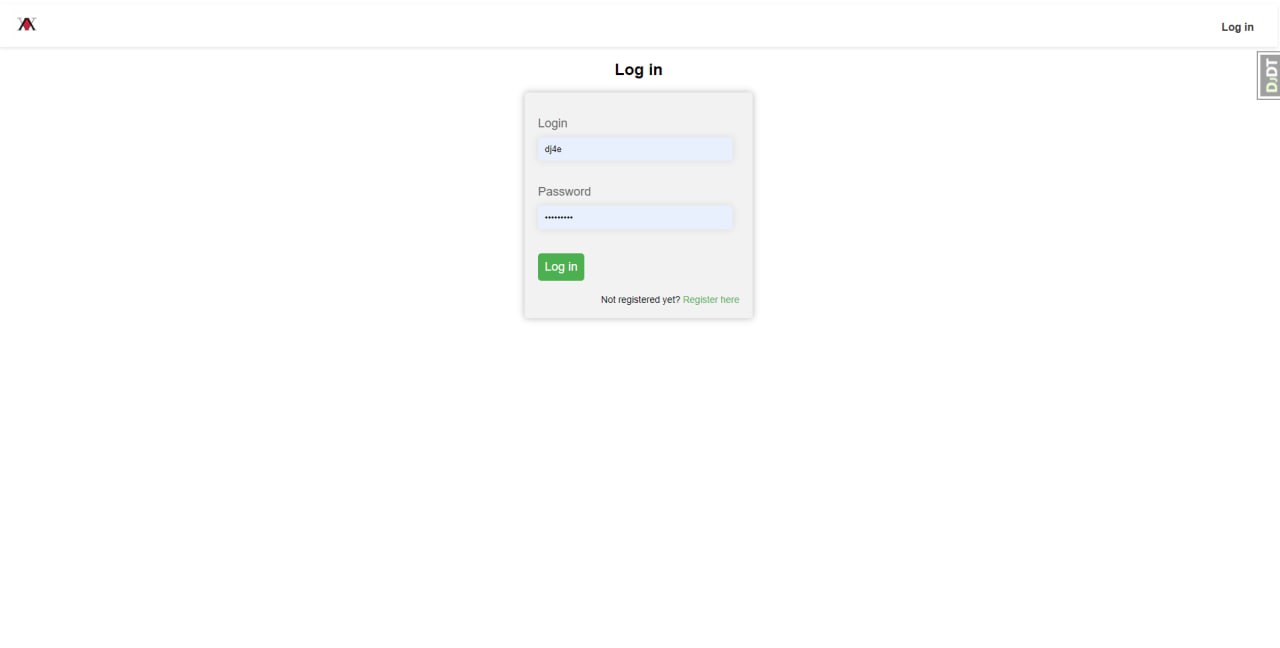 Log in
Log in
DjDT
Login
dj4e
Password
•••••••••
Log in
Not registered yet? Register here